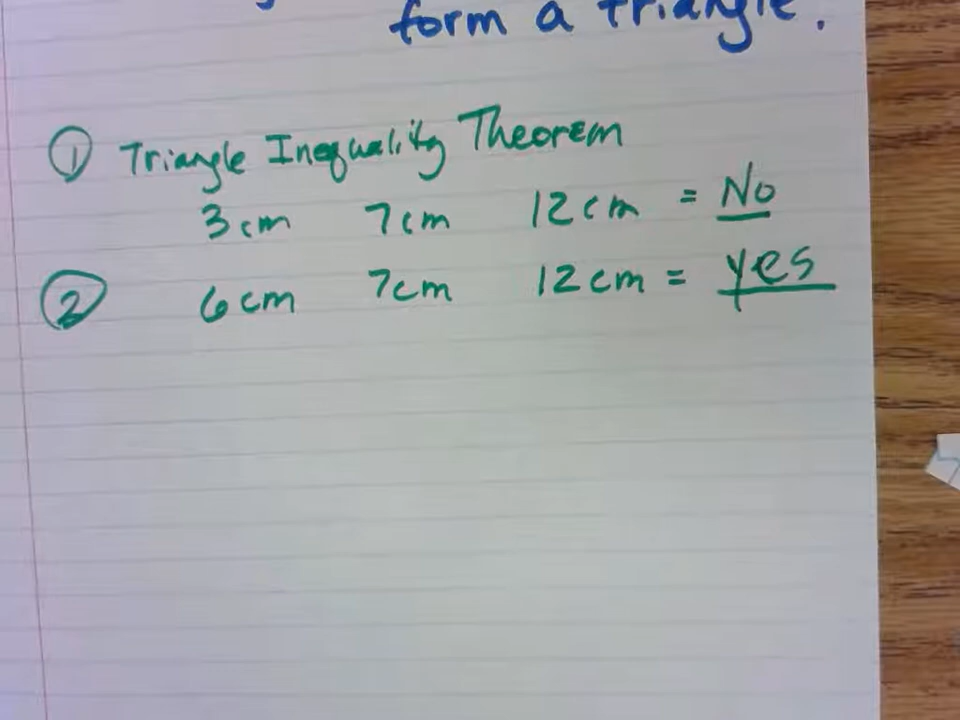 form a triangle.
① Triangle Inequality Theorem
3cm 7cm 12cm = No
② 6cm 7cm 12cm = yes